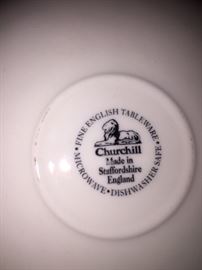 • FINE ENGLISH TABLEWARE •
Churchill
Made in
Staffordshire
England
MICROWAVE • DISHWASHER SAFE